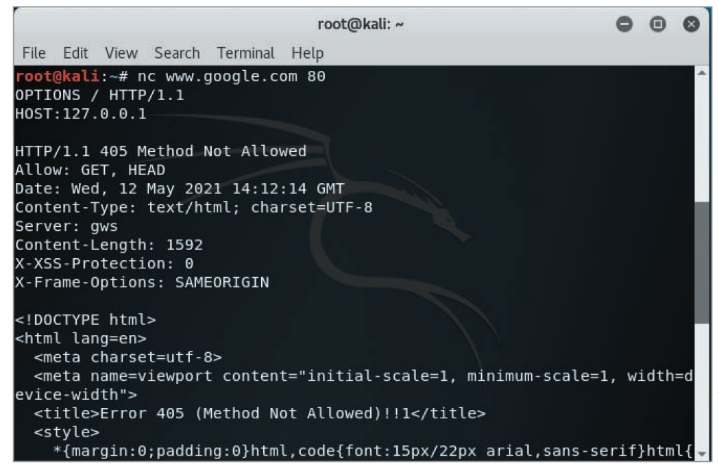 root@kali: ~
File Edit View Search Terminal Help
root@kali:~# nc www.google.com 80
OPTIONS / HTTP/1.1
HOST:127.0.0.1
HTTP/1.1 405 Method Not Allowed
Allow: GET, HEAD
Date: Wed, 12 May 2021 14:12:14 GMT
Content-Type: text/html; charset=UTF-8
Server: gws
Content-Length: 1592
X-XSS-Protection: 0
X-Frame-Options: SAMEORIGIN
<!DOCTYPE html>
<html lang=en>
  <meta charset=utf-8>
  <meta name=viewport content="initial-scale=1, minimum-scale=1, width=d
evice-width">
  <title>Error 405 (Method Not Allowed)!!1</title>
  <style>
    *{margin:0;padding:0}html,code{font:15px/22px arial,sans-serif}html{